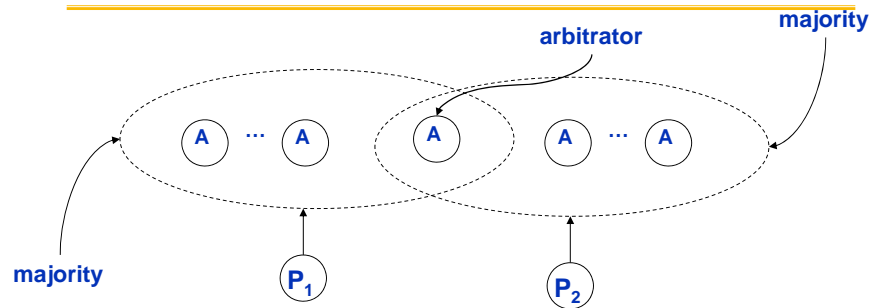 majority
arbitrator
A ... A A A ... A
majority
P1 P2